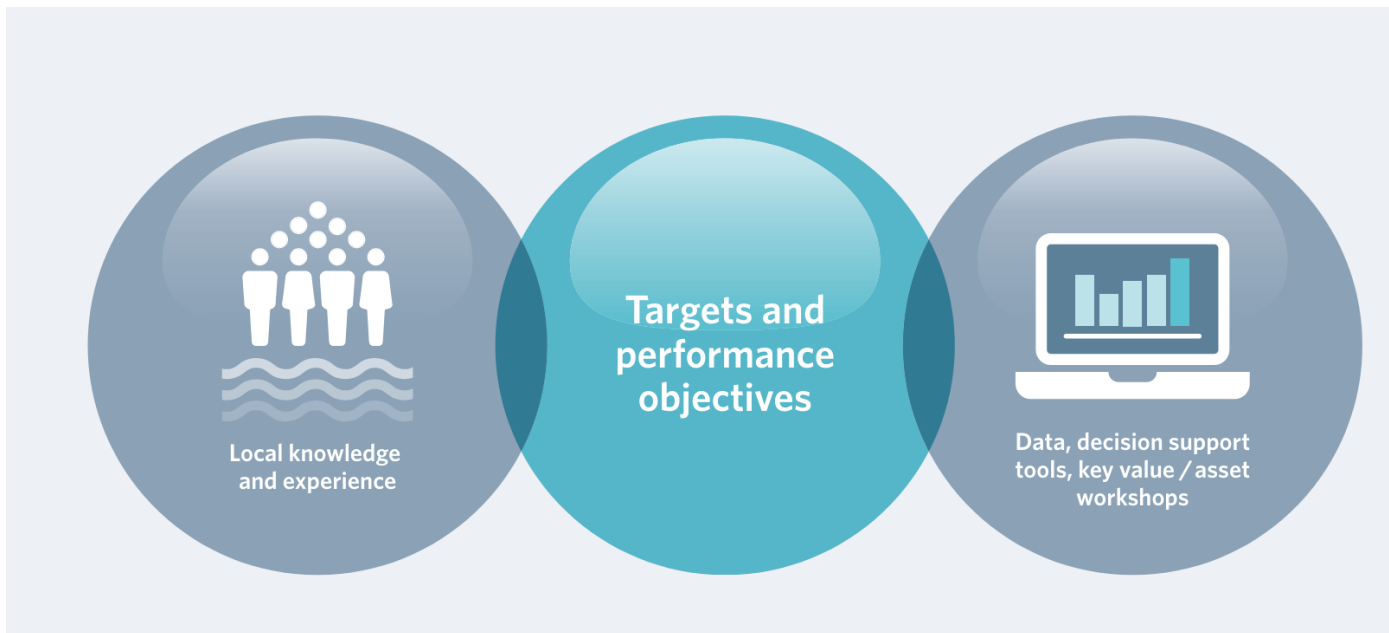 Local knowledge
and experience
Targets and
performance
objectives
Data, decision support
tools, key value / asset
workshops